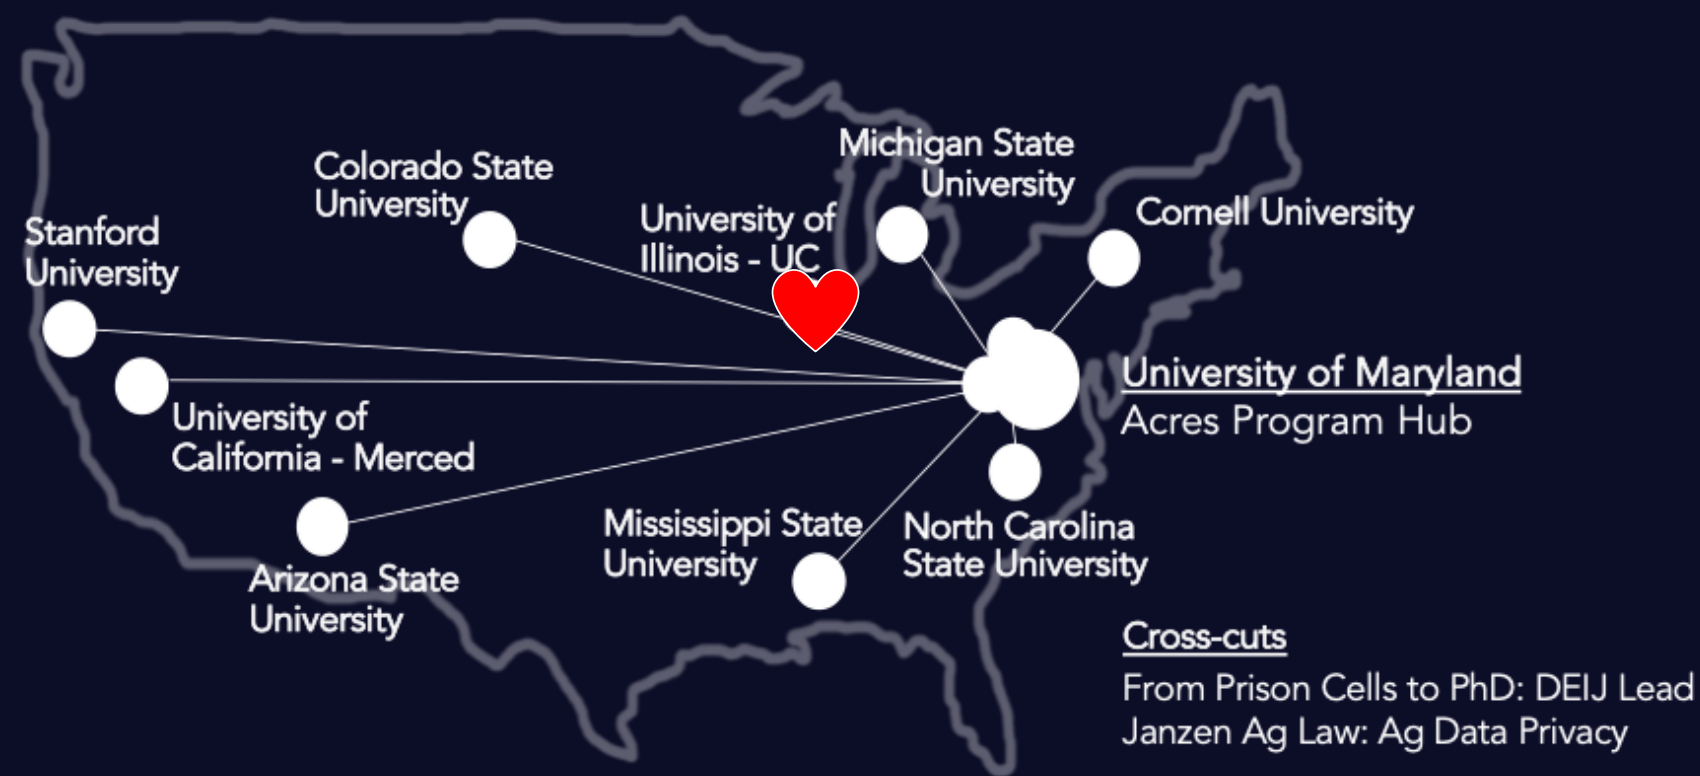 Michigan State
University
Colorado State
University
Cornell University
University of
Illinois - UC
Stanford
University
University of Maryland
Acres Program Hub
University of
California - Merced
Mississippi State
University
North Carolina
State University
Arizona State
University
Cross-cuts
From Prison Cells to PhD: DEIJ Lead
Janzen Ag Law: Ag Data Privacy